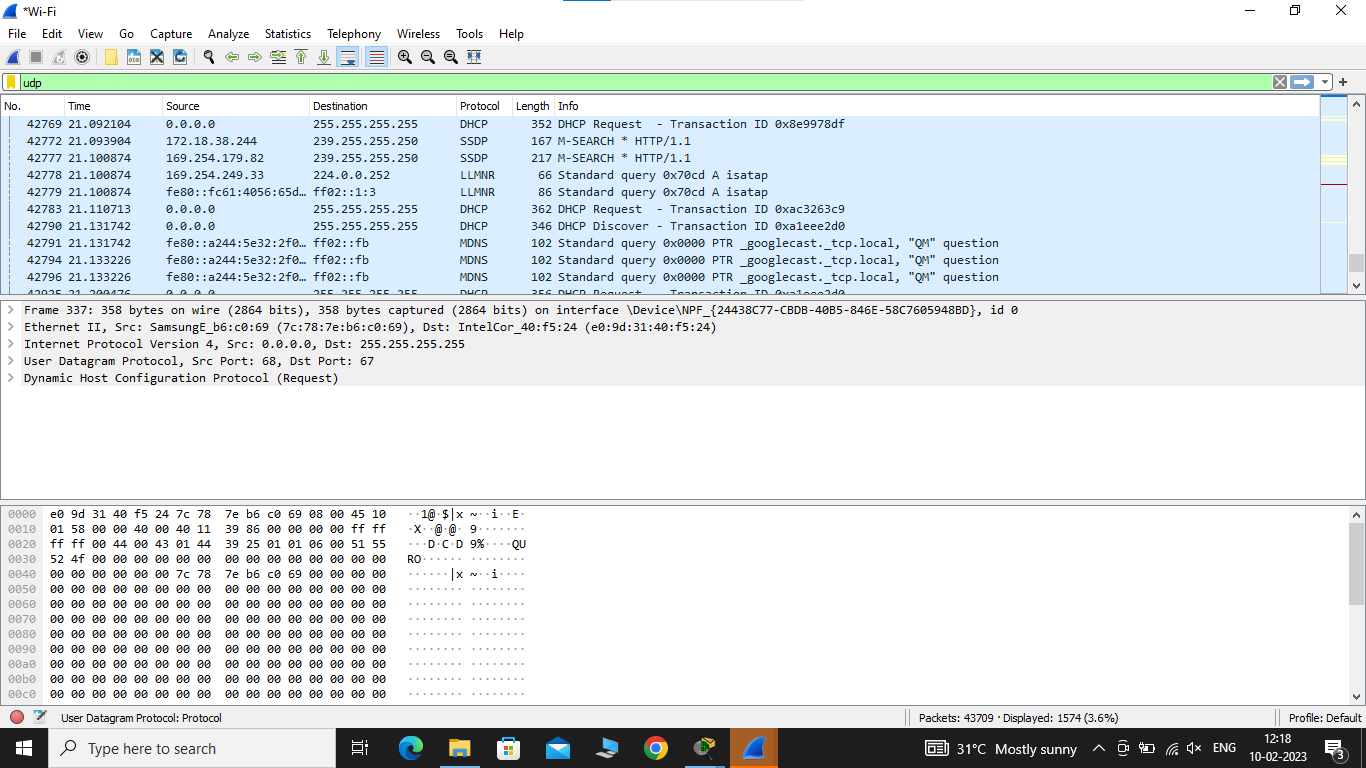 *Wi-Fi
File Edit View Go Capture Analyze Statistics Telephony Wireless Tools Help
udp
No. Time Source Destination Protocol Length Info
42769 21.092104 0.0.0.0 255.255.255.255 DHCP 352 DHCP Request - Transaction ID 0x8e9978df
42772 21.093904 172.18.38.244 239.255.255.250 SSDP 167 M-SEARCH * HTTP/1.1
42777 21.100874 169.254.179.82 239.255.255.250 SSDP 217 M-SEARCH * HTTP/1.1
42778 21.100874 169.254.249.33 224.0.0.252 LLMNR 66 Standard query 0x70cd A isatap
42779 21.100874 fe80::fc61:4056:65d… ff02::1:3 LLMNR 86 Standard query 0x70cd A isatap
42783 21.110713 0.0.0.0 255.255.255.255 DHCP 362 DHCP Request - Transaction ID 0xac3263c9
42790 21.131742 0.0.0.0 255.255.255.255 DHCP 346 DHCP Discover - Transaction ID 0xa1eee2d0
42791 21.131742 fe80::a244:5e32:2f0… ff02::fb MDNS 102 Standard query 0x0000 PTR _googlecast._tcp.local, "QM" question
42794 21.133226 fe80::a244:5e32:2f0… ff02::fb MDNS 102 Standard query 0x0000 PTR _googlecast._tcp.local, "QM" question
42796 21.133226 fe80::a244:5e32:2f0… ff02::fb MDNS 102 Standard query 0x0000 PTR _googlecast._tcp.local, "QM" question
Frame 337: 358 bytes on wire (2864 bits), 358 bytes captured (2864 bits) on interface \Device\NPF_{24438C77-CBDB-40B5-846E-58C7605948BD}, id 0
Ethernet II, Src: SamsungE_b6:c0:69 (7c:78:7e:b6:c0:69), Dst: IntelCor_40:f5:24 (e0:9d:31:40:f5:24)
Internet Protocol Version 4, Src: 0.0.0.0, Dst: 255.255.255.255
User Datagram Protocol, Src Port: 68, Dst Port: 67
Dynamic Host Configuration Protocol (Request)
0000 e0 9d 31 40 f5 24 7c 78 7e b6 c0 69 08 00 45 10 ··1@·$|x ~··i··E·
0010 01 58 00 00 40 00 40 11 39 86 00 00 00 00 ff ff ·X··@·@· 9·······
0020 ff ff 00 44 00 43 01 44 39 25 01 01 06 00 51 55 ···D·C·D 9%····QU
0030 52 4f 00 00 00 00 00 00 00 00 00 00 00 00 00 00 RO······ ········
0040 00 00 00 00 00 00 7c 78 7e b6 c0 69 00 00 00 00 ······|x ~··i····
0050 00 00 00 00 00 00 00 00 00 00 00 00 00 00 00 00 ········ ········
0060 00 00 00 00 00 00 00 00 00 00 00 00 00 00 00 00 ········ ········
0070 00 00 00 00 00 00 00 00 00 00 00 00 00 00 00 00 ········ ········
0080 00 00 00 00 00 00 00 00 00 00 00 00 00 00 00 00 ········ ········
0090 00 00 00 00 00 00 00 00 00 00 00 00 00 00 00 00 ········ ········
00a0 00 00 00 00 00 00 00 00 00 00 00 00 00 00 00 00 ········ ········
00b0 00 00 00 00 00 00 00 00 00 00 00 00 00 00 00 00 ········ ········
00c0 00 00 00 00 00 00 00 00 00 00 00 00 00 00 00 00 ········ ········
User Datagram Protocol: Protocol Packets: 43709 · Displayed: 1574 (3.6%) Profile: Default
Type here to search 31°C Mostly sunny ENG 12:18
10-02-2023 3